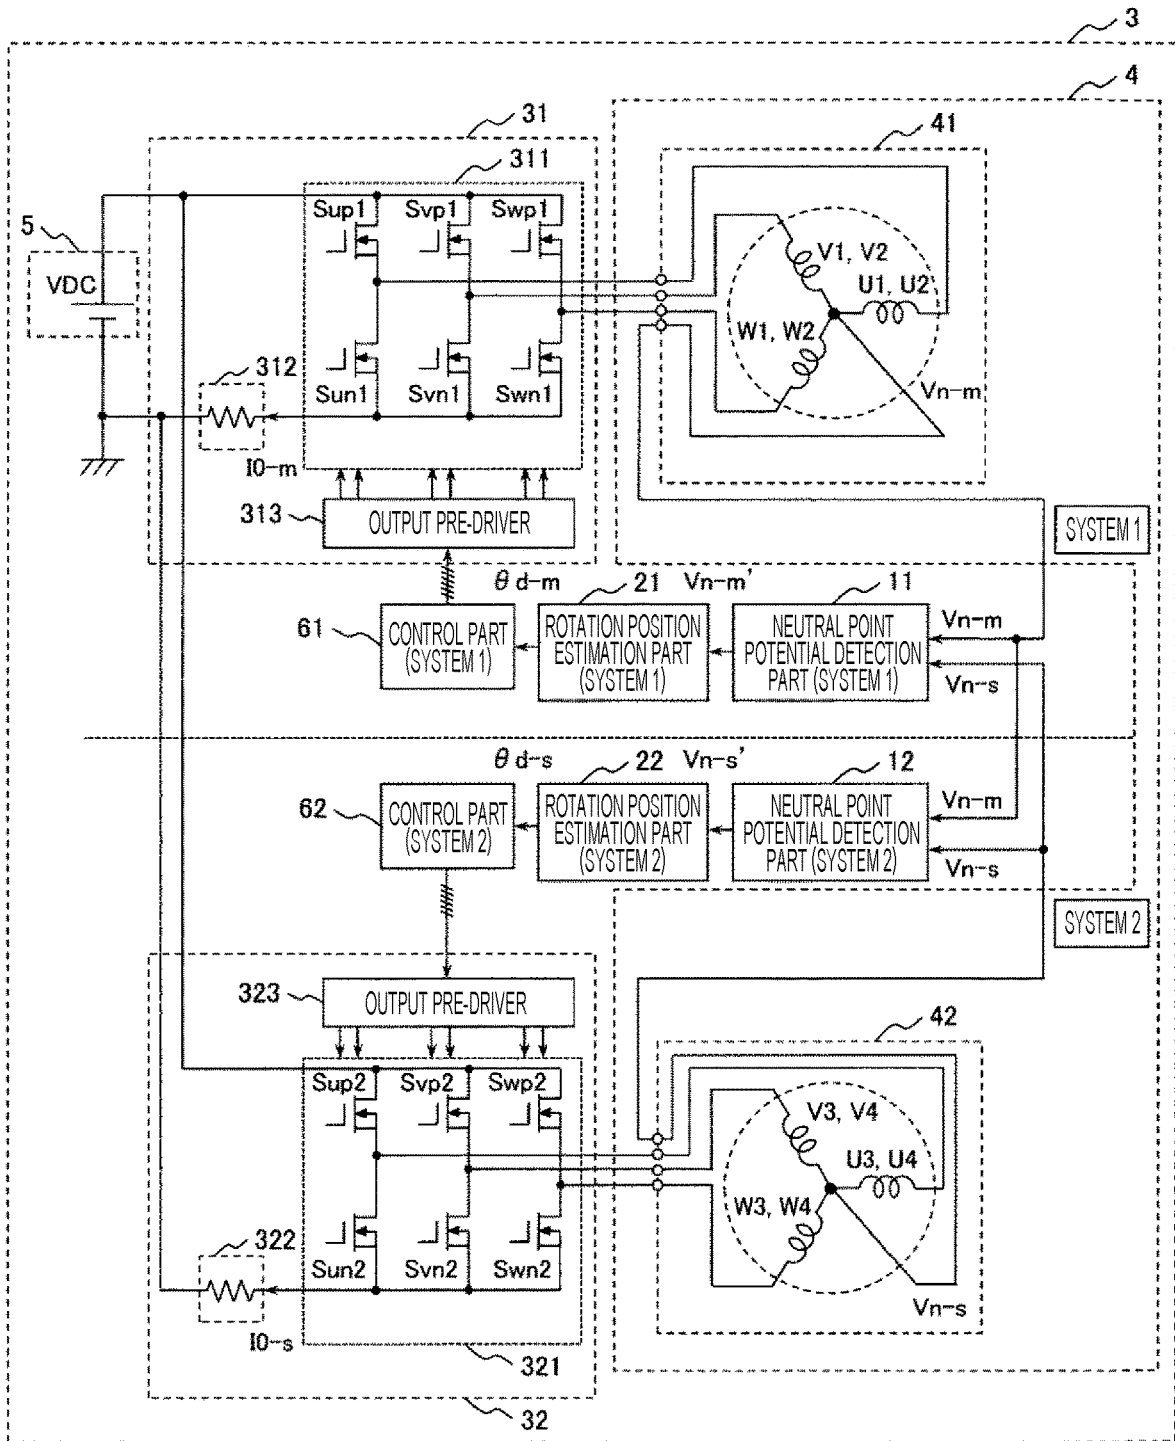 3
4
31
41
311
5
VDC
Sup1 Svp1 Swp1
V1, V2
U1, U2
W1, W2
312
Sun1 Svn1 Swn1
Vn-m
I0-m
313
OUTPUT PRE-DRIVER
SYSTEM 1
θd-m
21
Vn-m'
11
61
CONTROL PART
(SYSTEM 1)
ROTATION POSITION
ESTIMATION PART
(SYSTEM 1)
NEUTRAL POINT
POTENTIAL DETECTION
PART (SYSTEM 1)
Vn-m
Vn-s
θd-s
22
Vn-s'
12
62
CONTROL PART
(SYSTEM 2)
ROTATION POSITION
ESTIMATION PART
(SYSTEM 2)
NEUTRAL POINT
POTENTIAL DETECTION
PART (SYSTEM 2)
Vn-m
Vn-s
SYSTEM 2
323
OUTPUT PRE-DRIVER
42
Sup2 Svp2 Swp2
V3, V4
U3, U4
W3, W4
322
Sun2 Svn2 Swn2
Vn-s
I0-s
321
32